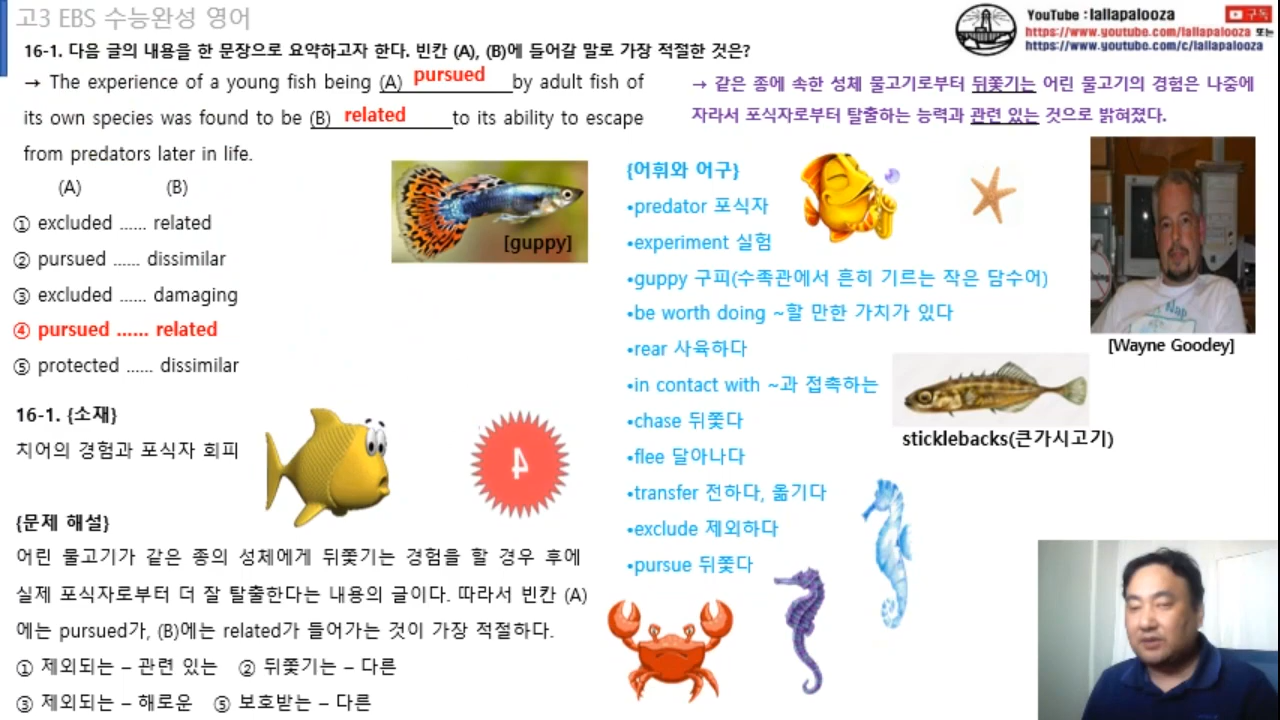 고3 EBS 수능완성 영어
YouTube : lallapalooza 구독
https://www.youtube.com/lallapalooza 또는
https://www.youtube.com/c/lallapalooza
16-1. 다음 글의 내용을 한 문장으로 요약하고자 한다. 빈칸 (A), (B)에 들어갈 말로 가장 적절한 것은?
→ The experience of a young fish being (A) pursued by adult fish of
its own species was found to be (B) related to its ability to escape
from predators later in life.
(A) (B)
① excluded ...... related
② pursued ...... dissimilar
③ excluded ...... damaging
④ pursued ...... related
⑤ protected ...... dissimilar
[guppy]
16-1. {소재}
치어의 경험과 포식자 회피
4
{문제 해설}
어린 물고기가 같은 종의 성체에게 뒤쫓기는 경험을 할 경우 후에
실제 포식자로부터 더 잘 탈출한다는 내용의 글이다. 따라서 빈칸 (A)
에는 pursued가, (B)에는 related가 들어가는 것이 가장 적절하다.
① 제외되는 – 관련 있는 ② 뒤쫓기는 – 다른
③ 제외되는 – 해로운 ⑤ 보호받는 – 다른
→ 같은 종에 속한 성체 물고기로부터 뒤쫓기는 어린 물고기의 경험은 나중에
자라서 포식자로부터 탈출하는 능력과 관련 있는 것으로 밝혀졌다.
{어휘와 어구}
•predator 포식자
•experiment 실험
•guppy 구피(수족관에서 흔히 기르는 작은 담수어)
•be worth doing ~할 만한 가치가 있다
•rear 사육하다
•in contact with ~과 접촉하는
•chase 뒤쫓다
•flee 달아나다
•transfer 전하다, 옮기다
•exclude 제외하다
•pursue 뒤쫓다
[Wayne Goodey]
sticklebacks(큰가시고기)